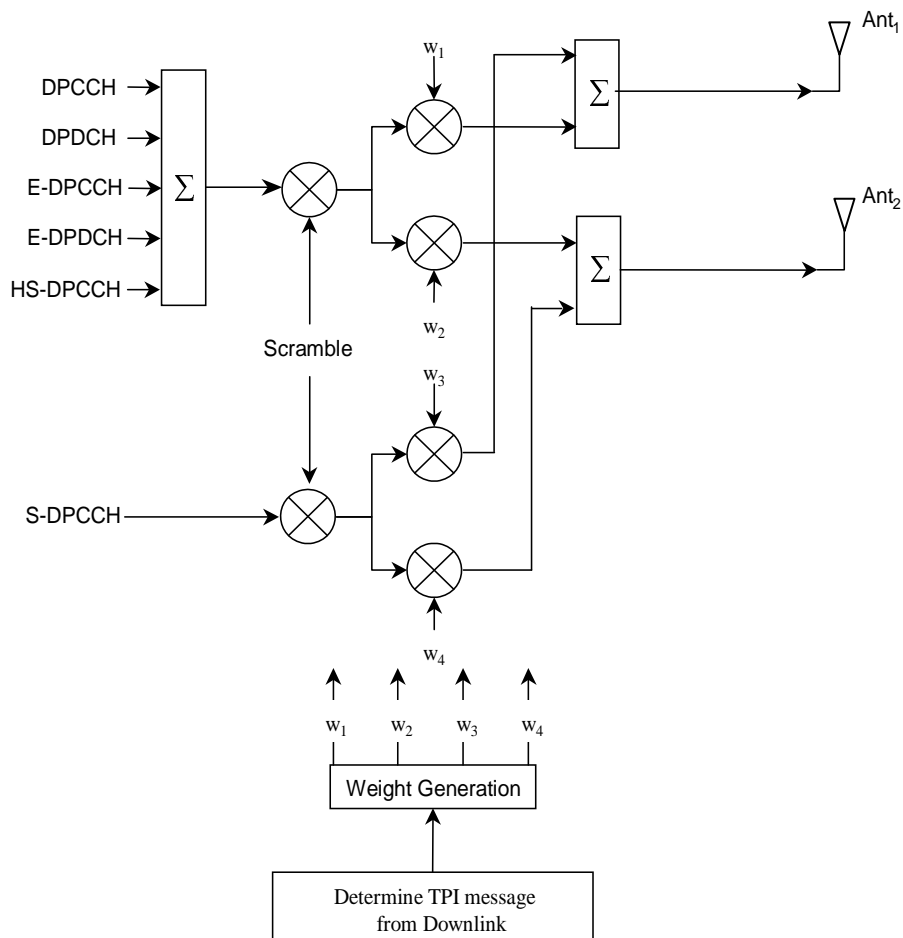 Ant1
w1
DPCCH
DPDCH
E-DPCCH
E-DPDCH
HS-DPCCH
Σ
Σ
Ant2
Σ
w2
Scramble
w3
S-DPCCH
w4
w1 w2 w3 w4
Weight Generation
Determine TPI message
from Downlink